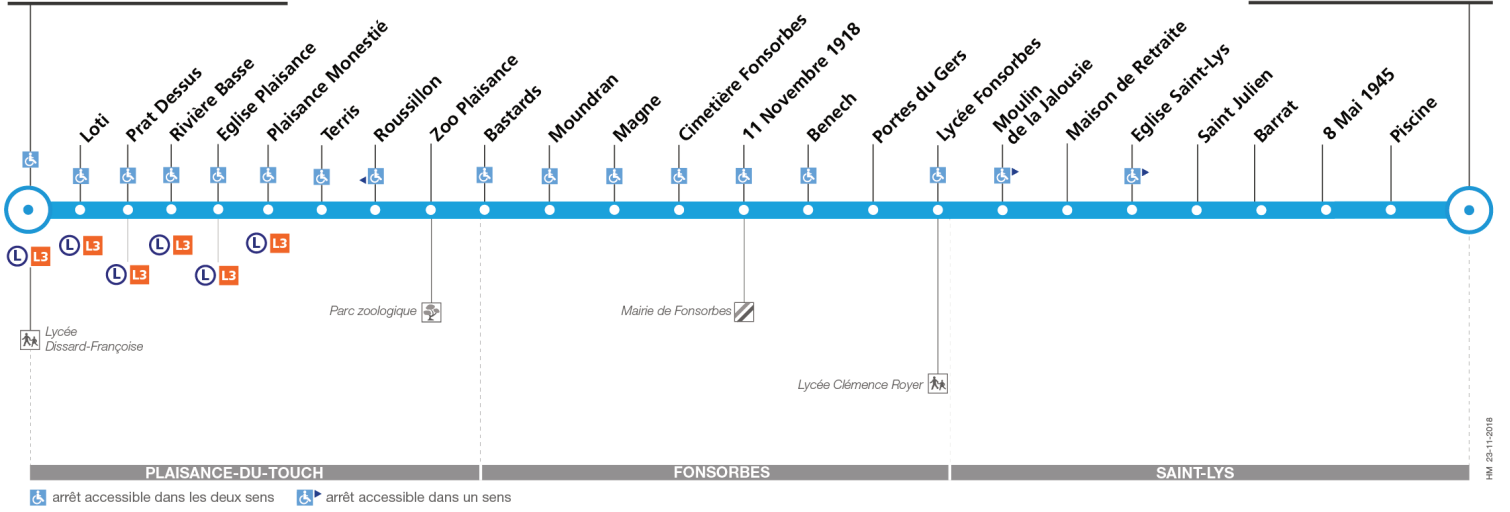 Loti
Prat Dessus
Rivière Basse
Eglise Plaisance
Plaisance Monestié
Terris
Roussillon
Zoo Plaisance
Bastards
Moundran
Magne
Cimetière Fonsorbes
11 Novembre 1918
Benech
Portes du Gers
Lycée Fonsorbes
Moulin
de la Jalousie
Maison de Retraite
Eglise Saint-Lys
Saint Julien
Barrat
8 Mai 1945
Piscine
L L3
L L3
L L3
L L3
L L3
L L3
Lycée
Dissard-Françoise
Parc zoologique
Mairie de Fonsorbes
Lycée Clémence Royer
PLAISANCE-DU-TOUCH
FONSORBES
SAINT-LYS
arrêt accessible dans les deux sens
arrêt accessible dans un sens
HM 23-11-2018